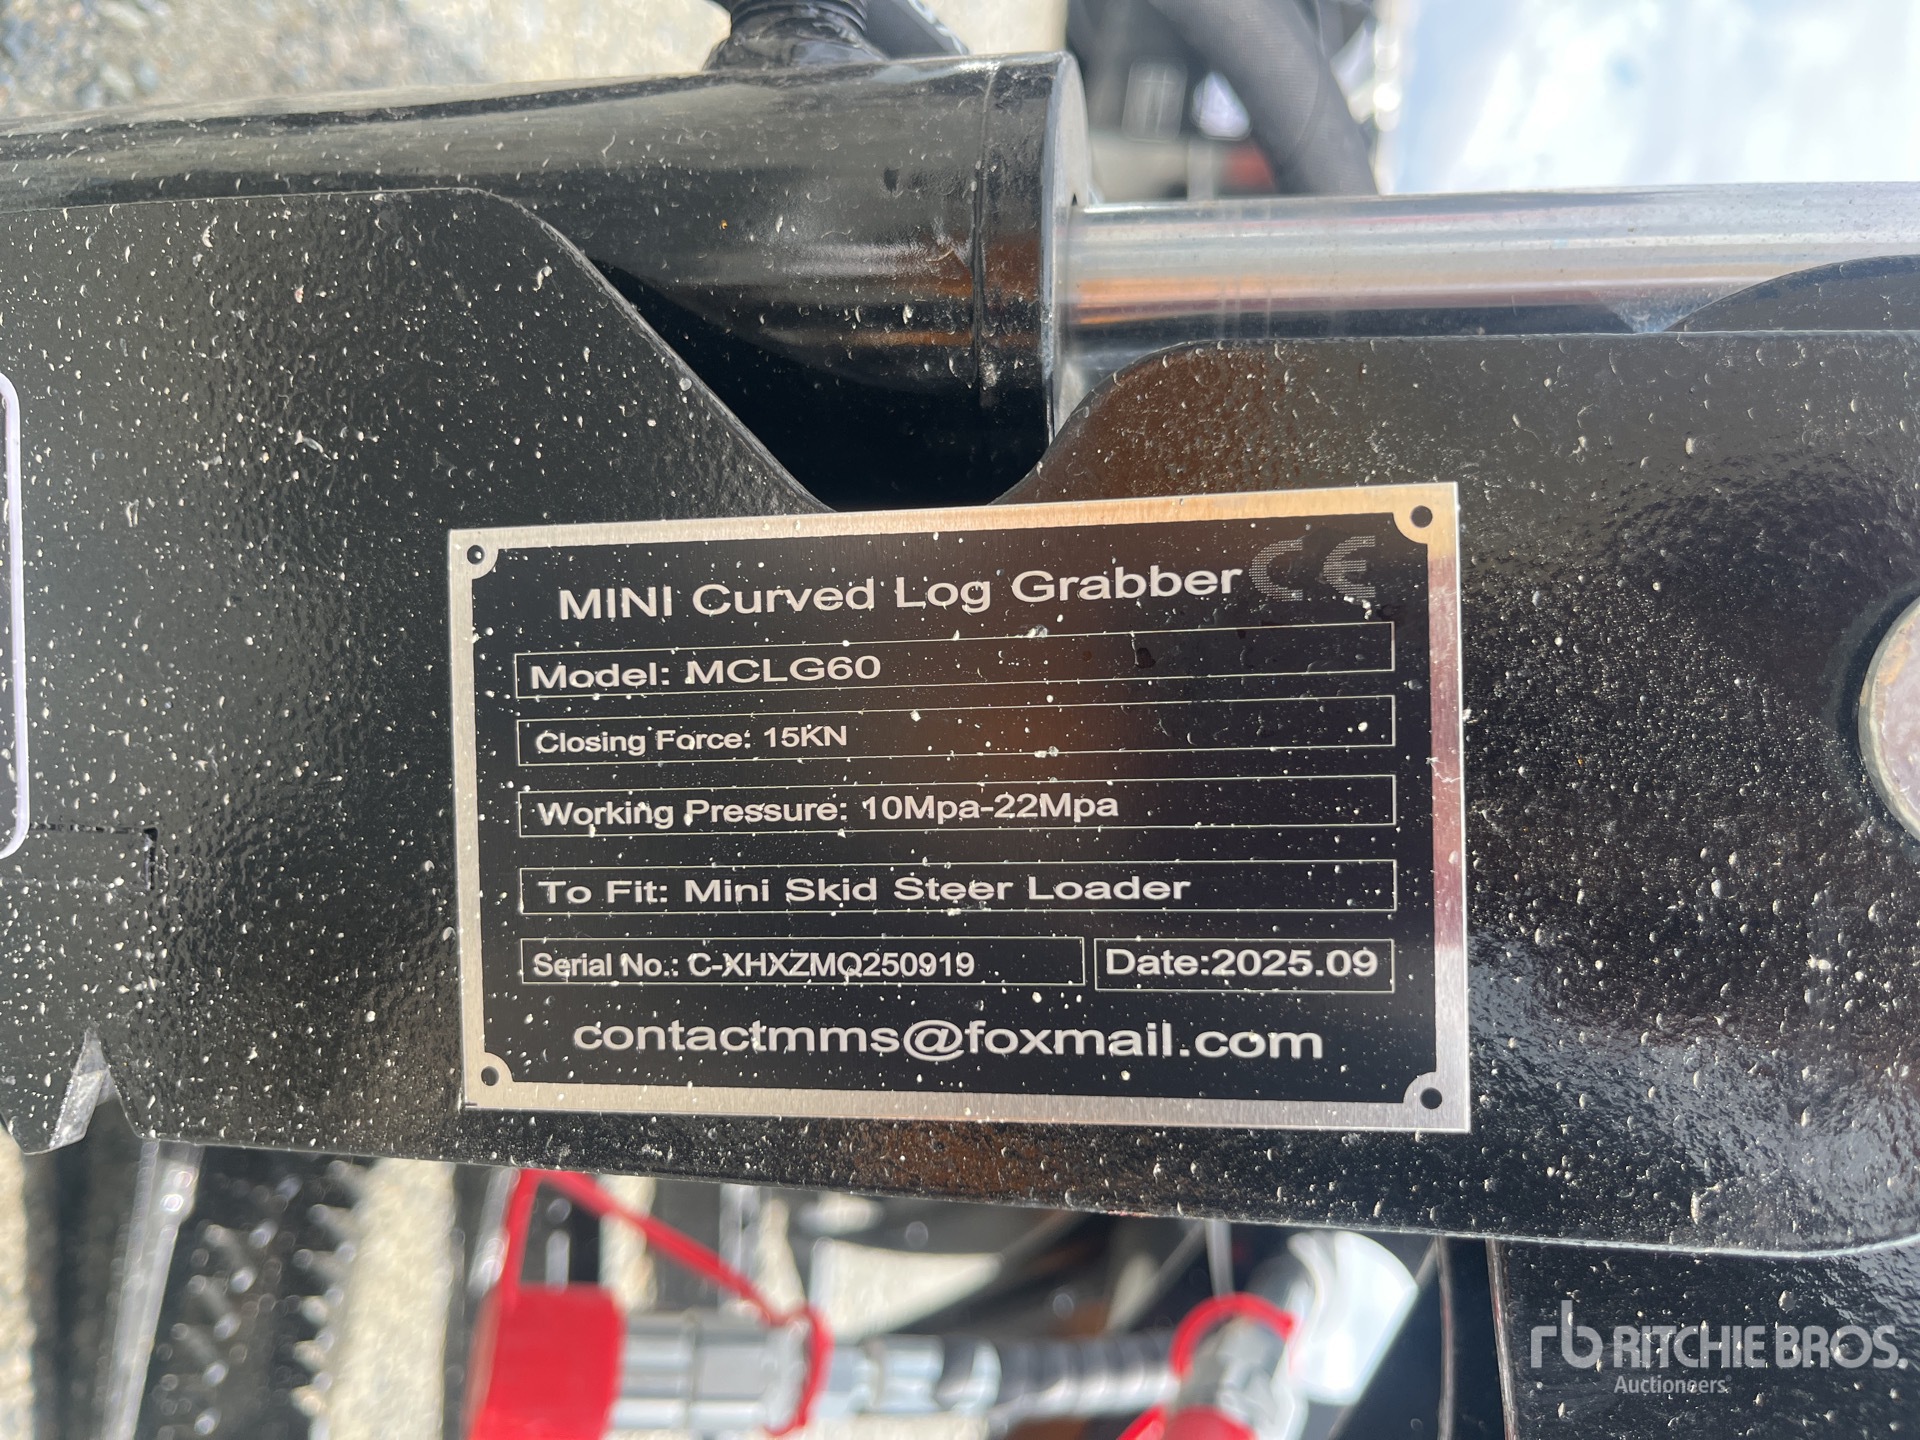 MINI Curved Log Grabber CE
Model: MCLG60
Closing Force: 15KN
Working Pressure: 10Mpa-22Mpa
To Fit: Mini Skid Steer Loader
Serial No.: C-XHXZMQ250919 Date:2025.09
contactmms@foxmail.com
rb RITCHIE BROS.
Auctioneers